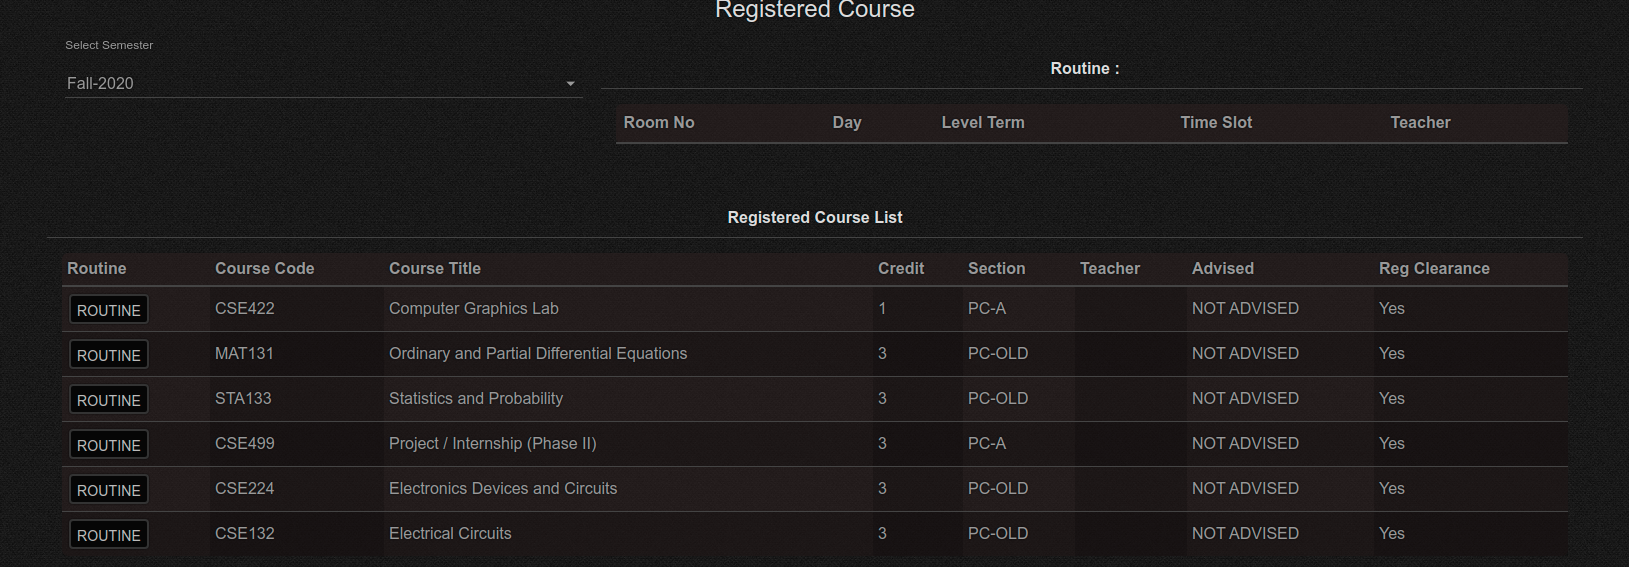 Registered Course
Select Semester
Fall-2020
Routine :
Room No Day Level Term Time Slot Teacher
Registered Course List
Routine Course Code Course Title Credit Section Teacher Advised Reg Clearance
ROUTINE CSE422 Computer Graphics Lab 1 PC-A NOT ADVISED Yes
ROUTINE MAT131 Ordinary and Partial Differential Equations 3 PC-OLD NOT ADVISED Yes
ROUTINE STA133 Statistics and Probability 3 PC-OLD NOT ADVISED Yes
ROUTINE CSE499 Project / Internship (Phase II) 3 PC-A NOT ADVISED Yes
ROUTINE CSE224 Electronics Devices and Circuits 3 PC-OLD NOT ADVISED Yes
ROUTINE CSE132 Electrical Circuits 3 PC-OLD NOT ADVISED Yes